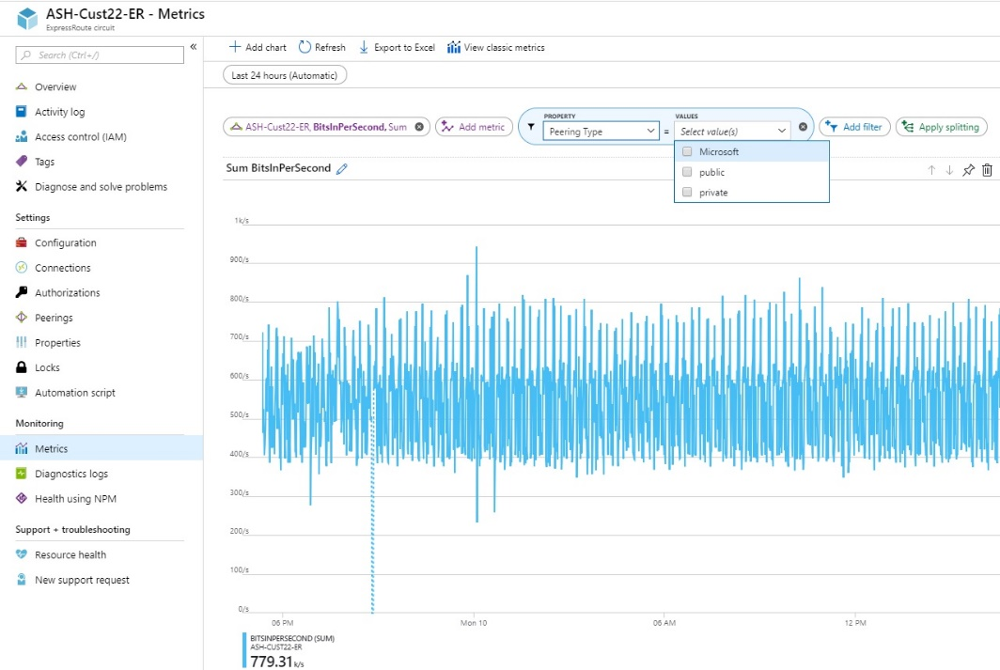 ASH-Cust22-ER - Metrics
ExpressRoute circuit
Search (Ctrl+/)
«
Overview
Activity log
Access control (IAM)
Tags
Diagnose and solve problems
Settings
Configuration
Connections
Authorizations
Peerings
Properties
Locks
Automation script
Monitoring
Metrics
Diagnostics logs
Health using NPM
Support + troubleshooting
Resource health
New support request
Add chart Refresh Export to Excel View classic metrics
Last 24 hours (Automatic)
ASH-Cust22-ER, BitsInPerSecond, Sum Add metric
PROPERTY VALUES
Peering Type = Select value(s)
Add filter Apply splitting
Microsoft
public
private
Sum BitsInPerSecond
1k/s
900/s
800/s
700/s
600/s
500/s
400/s
300/s
200/s
100/s
0/s
06 PM Mon 10 06 AM 12 PM
BITSINPERSECOND (SUM)
ASH-CUST22-ER
779.31 k/s